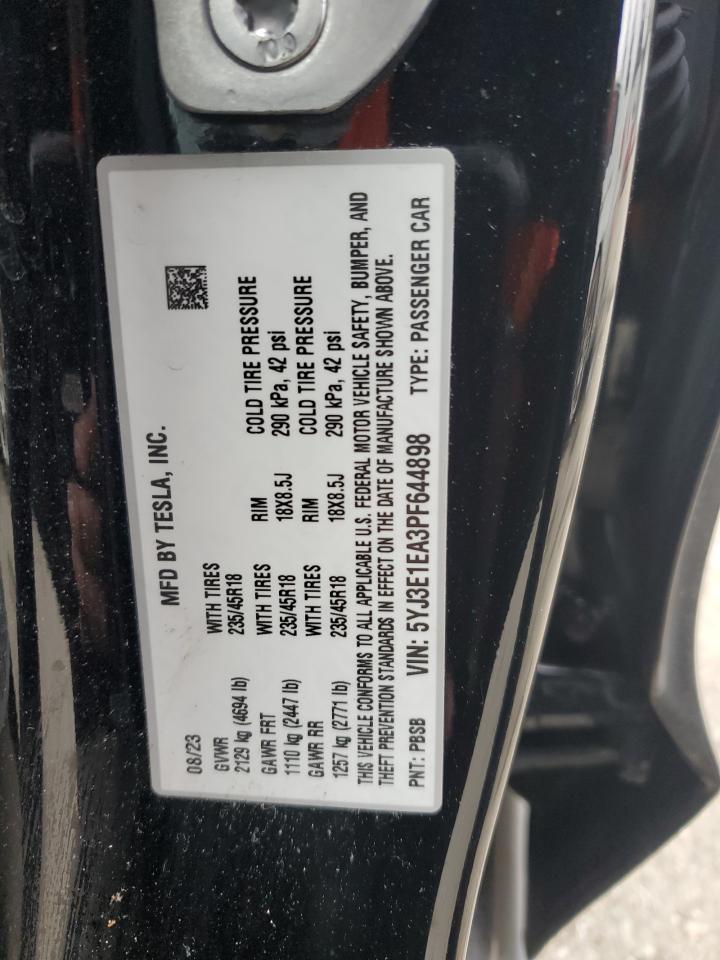 10.9
MFD BY TESLA, INC.
08/23
GVWR WITH TIRES
2129 kg (4694 lb) 235/45R18
GAWR FRT WITH TIRES RIM COLD TIRE PRESSURE
1110 kg (2447 lb) 235/45R18 18X8.5J 290 kPa, 42 psi
GAWR RR WITH TIRES RIM COLD TIRE PRESSURE
1257 kg (2771 lb) 235/45R18 18X8.5J 290 kPa, 42 psi
THIS VEHICLE CONFORMS TO ALL APPLICABLE U.S. FEDERAL MOTOR VEHICLE SAFETY, BUMPER, AND
THEFT PREVENTION STANDARDS IN EFFECT ON THE DATE OF MANUFACTURE SHOWN ABOVE.
PNT: PBSB VIN: 5YJ3E1EA3PF644898 TYPE: PASSENGER CAR